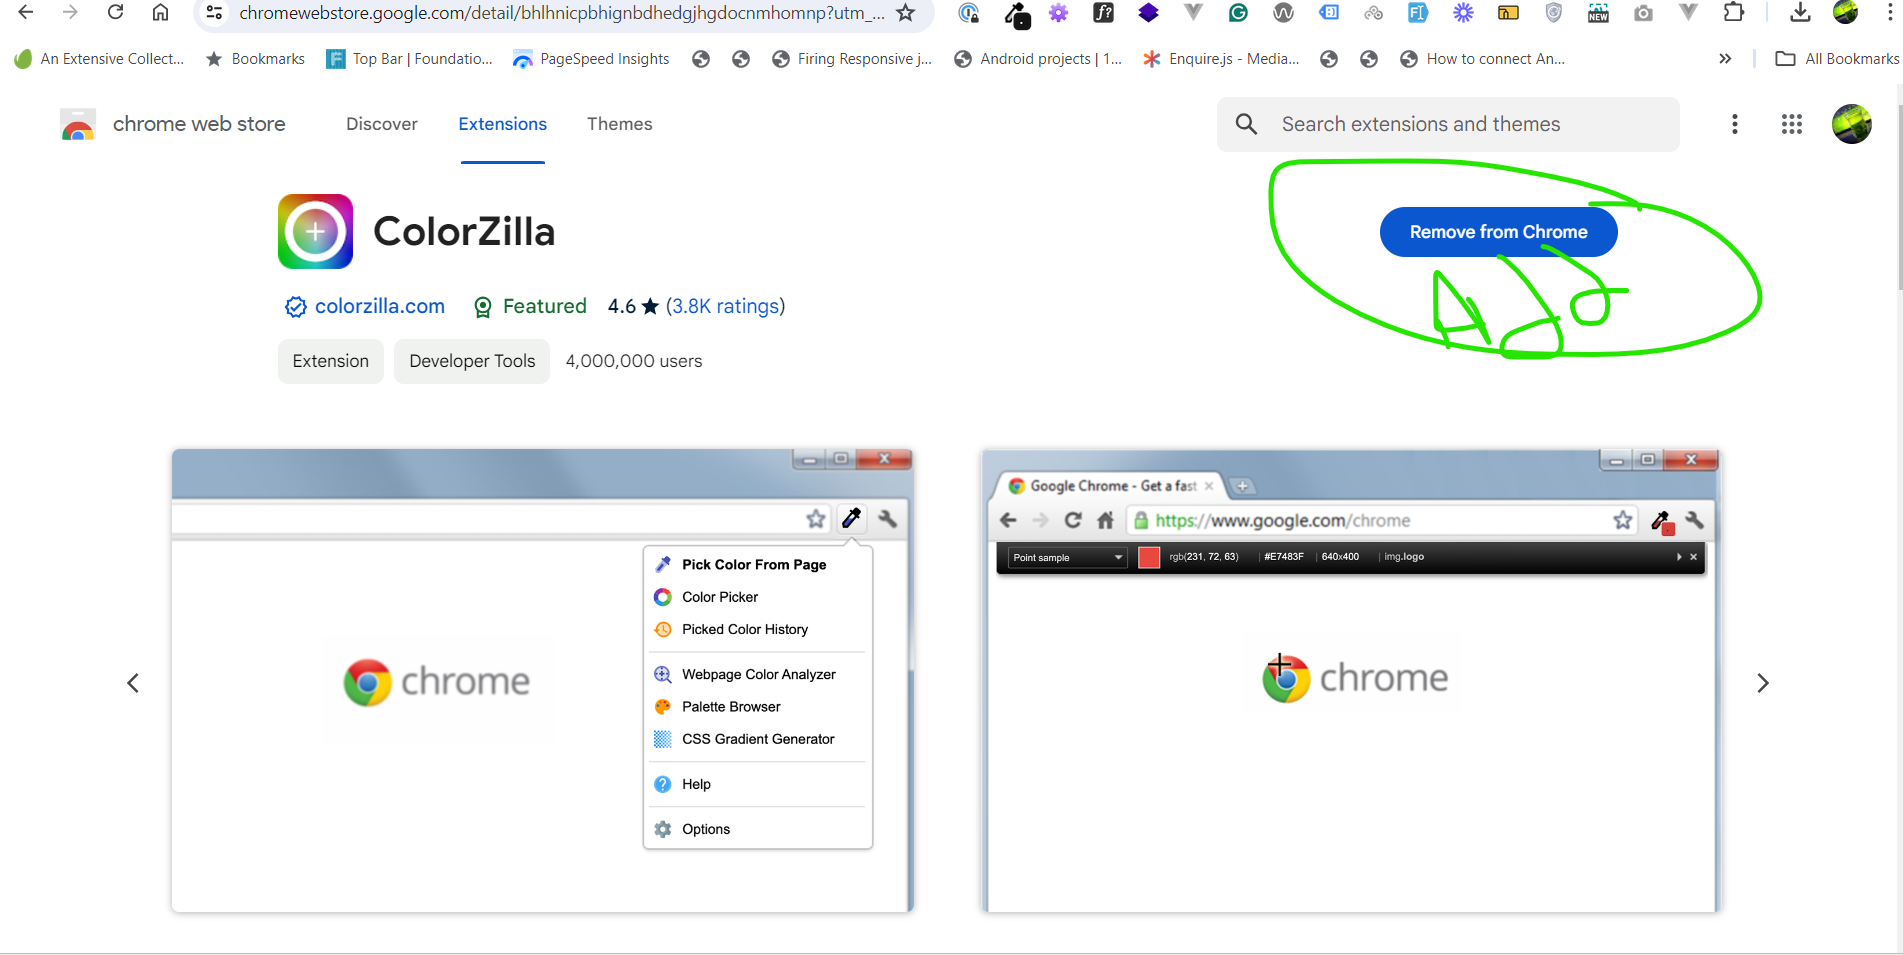 chromewebstore.google.com/detail/bhlhnicpbhignbdhedgjhgdocnmhomnp?utm_...
An Extensive Collect...
Bookmarks
Top Bar | Foundatio...
PageSpeed Insights
Firing Responsive j...
Android projects | 1...
Enquire.js - Media...
How to connect An...
All Bookmarks
chrome web store
Discover
Extensions
Themes
Search extensions and themes
ColorZilla
Remove from Chrome
Add
colorzilla.com
Featured
4.6 ★ (3.8K ratings)
Extension
Developer Tools
4,000,000 users
Pick Color From Page
Color Picker
Picked Color History
Webpage Color Analyzer
Palette Browser
CSS Gradient Generator
Help
Options
chrome
Google Chrome - Get a fast
https://www.google.com/chrome
Point sample
rgb(231, 72, 63)
#E7483F
640x400
img.logo
chrome